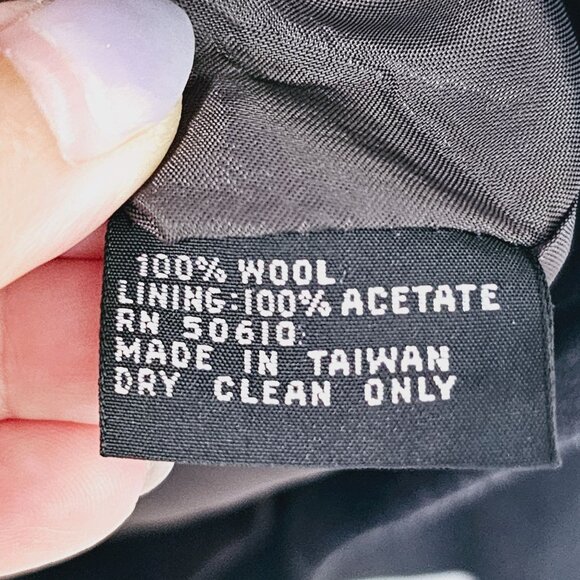 100% WOOL
LINING:100% ACETATE
RN 50610
MADE IN TAIWAN
DRY CLEAN ONLY